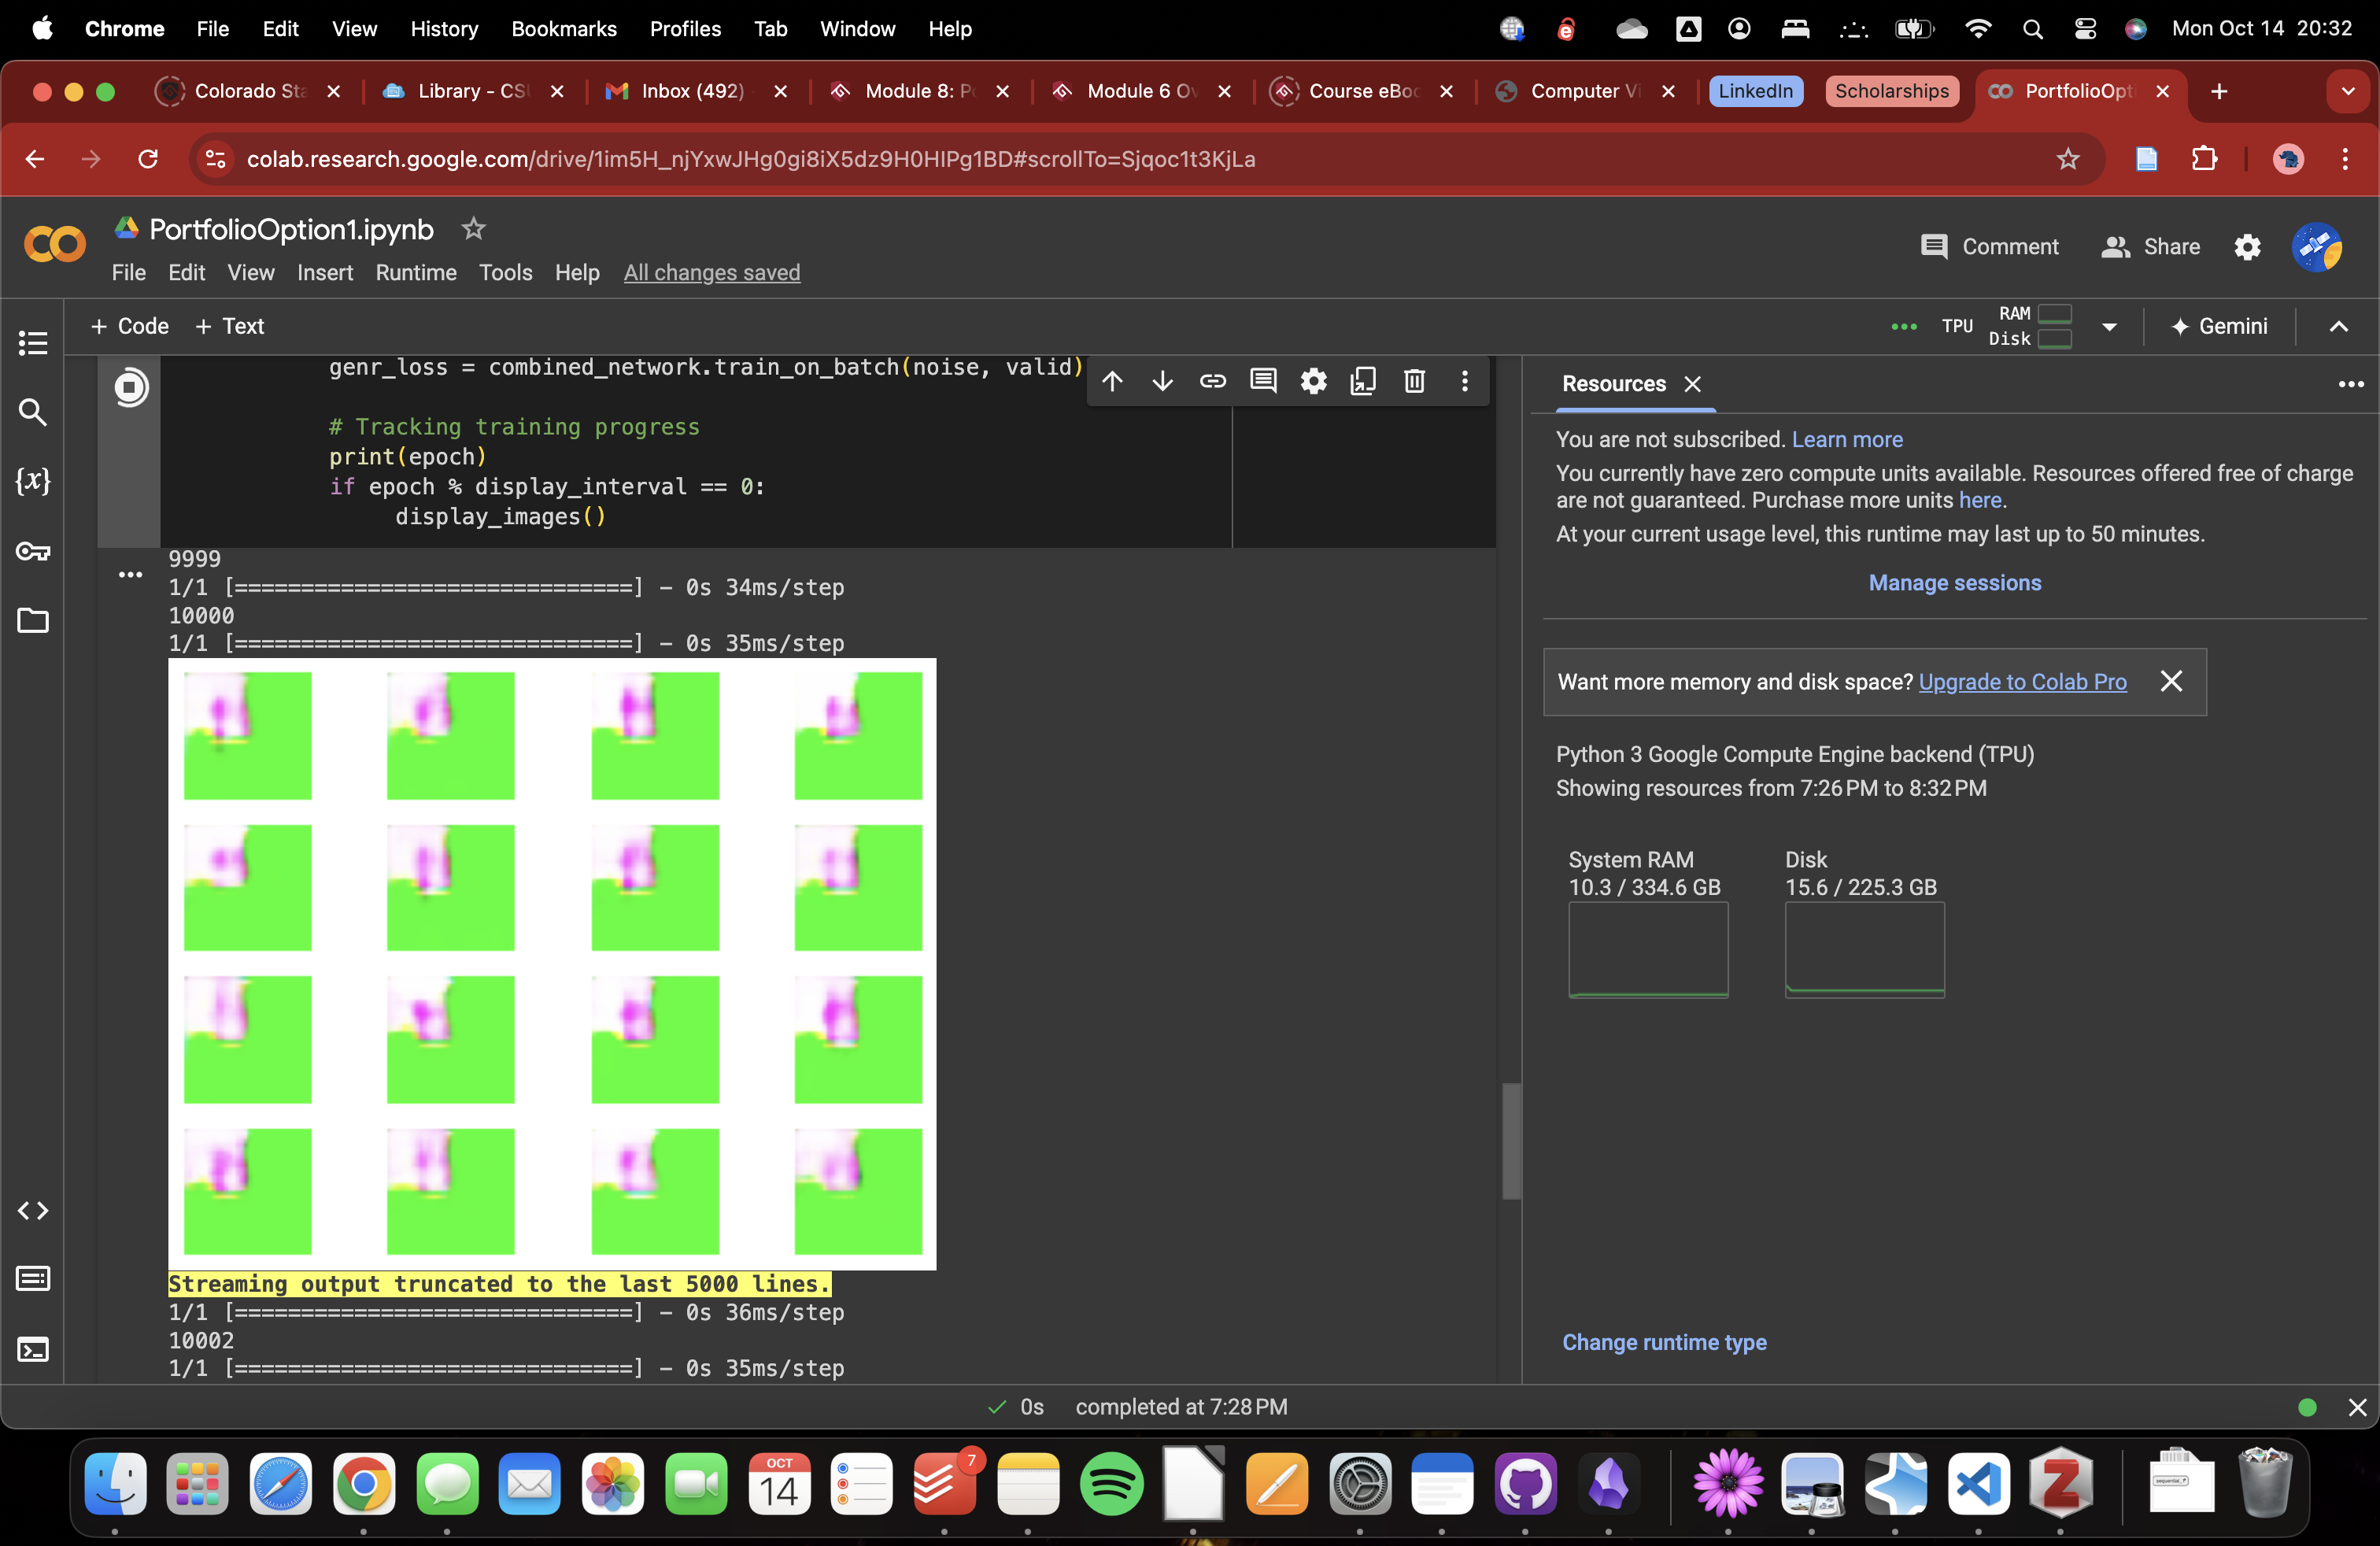 Chrome File Edit View History Bookmarks Profiles Tab Window Help Mon Oct 14 20:32
Colorado Sta Library - CSU Inbox (492) Module 8: Po Module 6 Ov Course eBoo Computer Vi LinkedIn Scholarships PortfolioOpti
colab.research.google.com/drive/1im5H_njYxwJHg0gi8iX5dz9H0HIPg1BD#scrollTo=Sjqoc1t3KjLa
PortfolioOption1.ipynb
Comment Share
File Edit View Insert Runtime Tools Help All changes saved
+ Code + Text
TPU RAM Disk Gemini
genr_loss = combined_network.train_on_batch(noise, valid)
# Tracking training progress
print(epoch)
if epoch % display_interval == 0:
display_images()
9999
1/1 [==============================] - 0s 34ms/step
10000
1/1 [==============================] - 0s 35ms/step
Streaming output truncated to the last 5000 lines.
1/1 [==============================] - 0s 36ms/step
10002
1/1 [==============================] - 0s 35ms/step
Resources
You are not subscribed. Learn more
You currently have zero compute units available. Resources offered free of charge
are not guaranteed. Purchase more units here.
At your current usage level, this runtime may last up to 50 minutes.
Manage sessions
Want more memory and disk space? Upgrade to Colab Pro
Python 3 Google Compute Engine backend (TPU)
Showing resources from 7:26 PM to 8:32 PM
System RAM
10.3 / 334.6 GB
Disk
15.6 / 225.3 GB
Change runtime type
0s completed at 7:28 PM
OCT
14
7